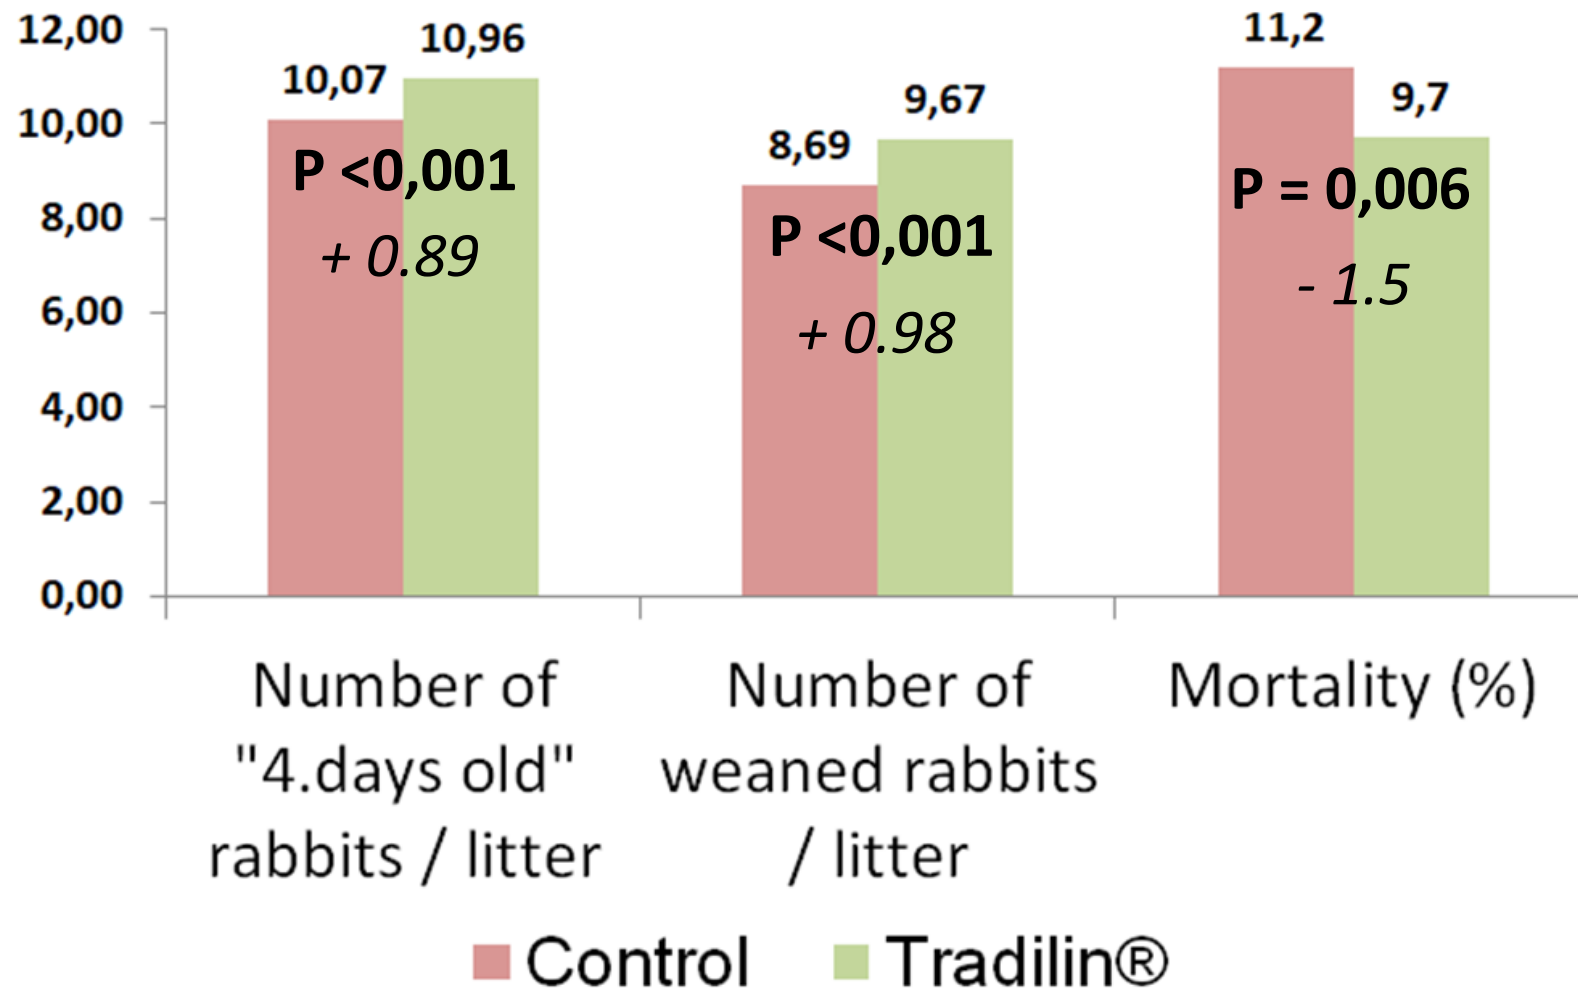 12,00
10,00
8,00
6,00
4,00
2,00
0,00
10,07
10,96
P <0,001
+ 0.89
8,69
9,67
P <0,001
+ 0.98
11,2
9,7
P = 0,006
- 1.5
Number of
"4.days old"
rabbits / litter
Number of
weaned rabbits
/ litter
Mortality (%)
Control
Tradilin®